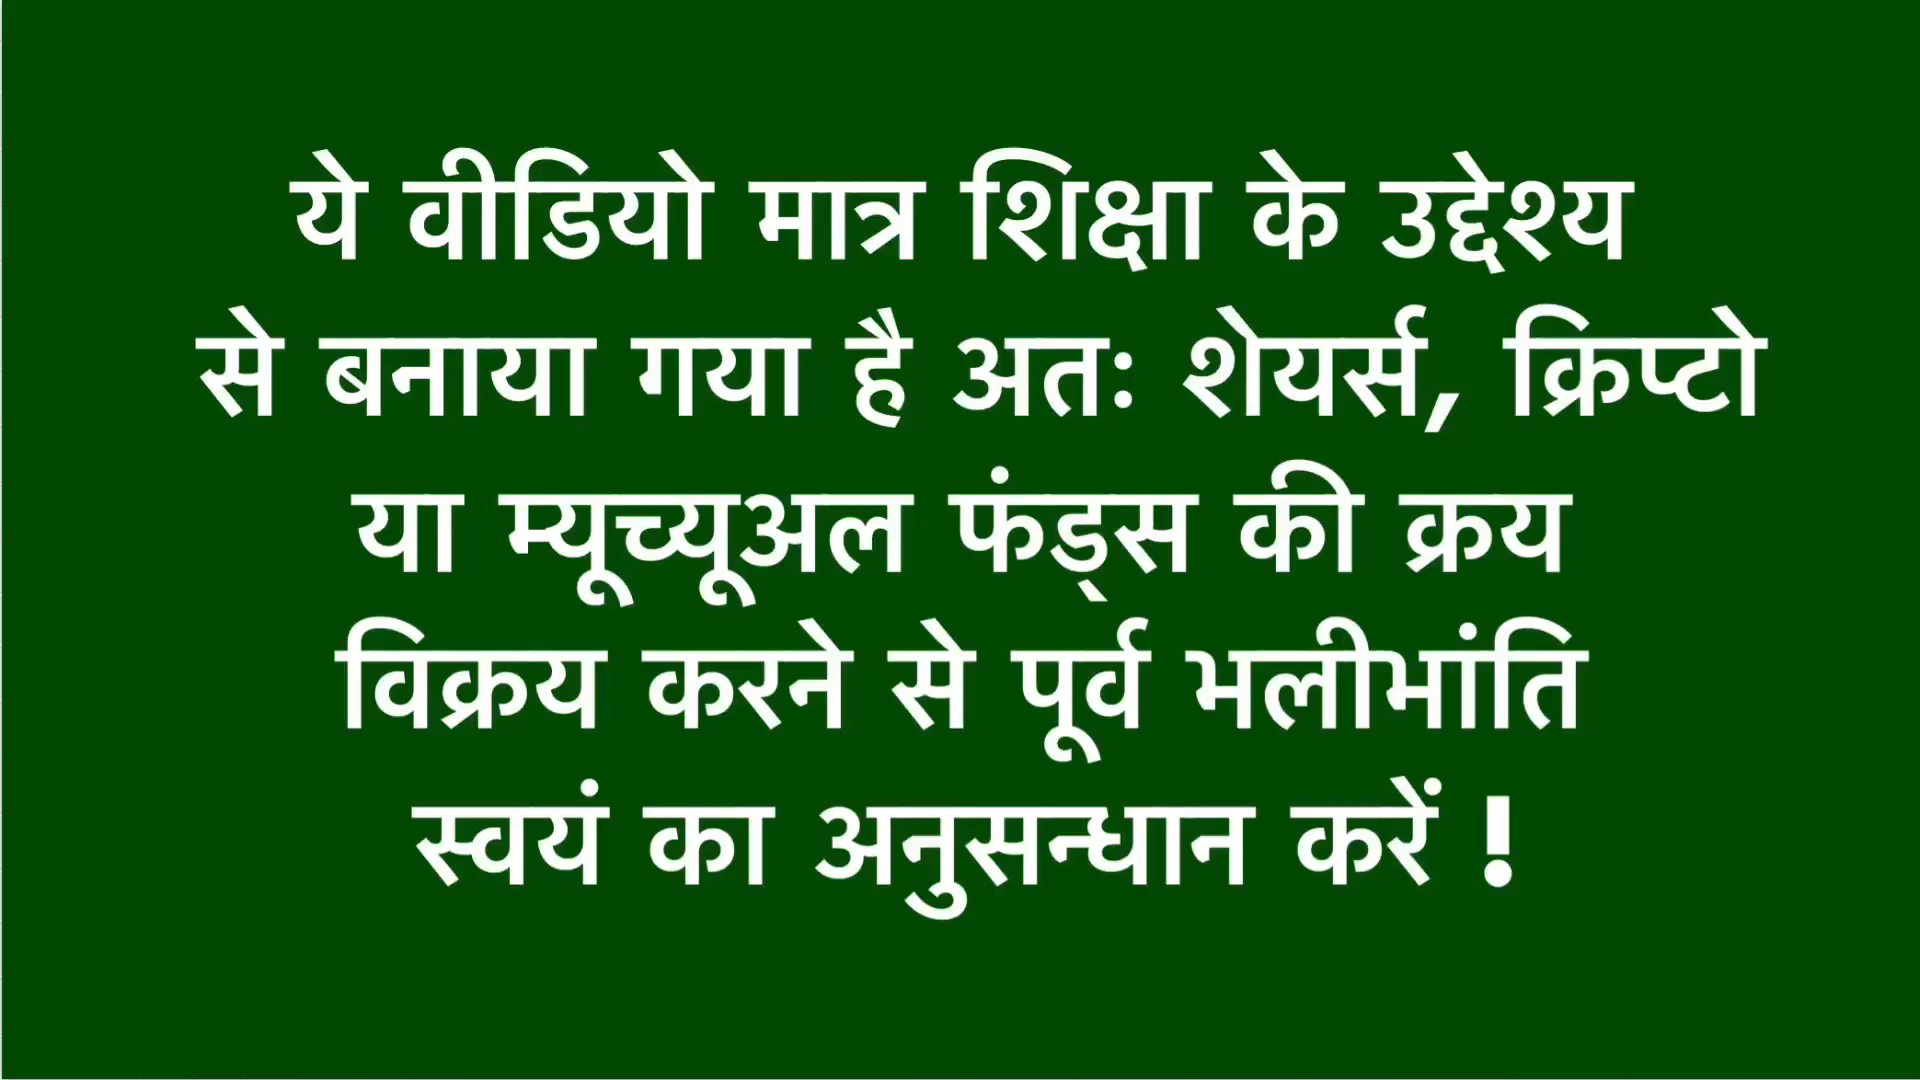 ये वीडियो मात्र शिक्षा के उद्देश्य
से बनाया गया है अतः शेयर्स, क्रिप्टो
या म्यूच्यूअल फंड्स की क्रय
विक्रय करने से पूर्व भलीभांति
स्वयं का अनुसन्धान करें !